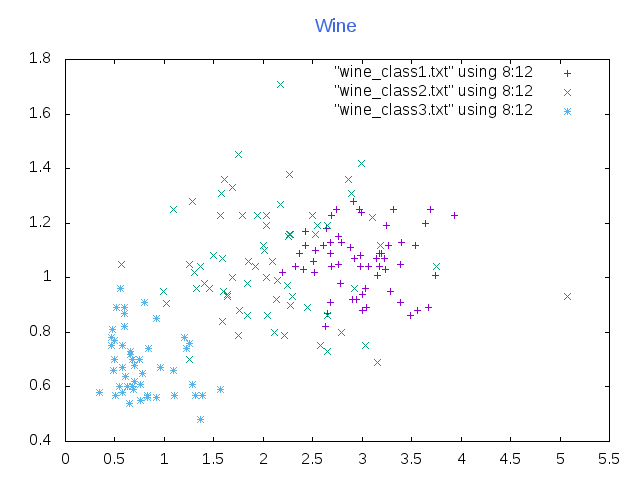 Wine
1.8
"wine_class1.txt" using 8:12
"wine_class2.txt" using 8:12
1.6
"wine_class3.txt" using 8:12
1.4
1.2
1
0.8
0.6
0.4
0 0.5 1 1.5 2 2.5 3 3.5 4 4.5 5 5.5